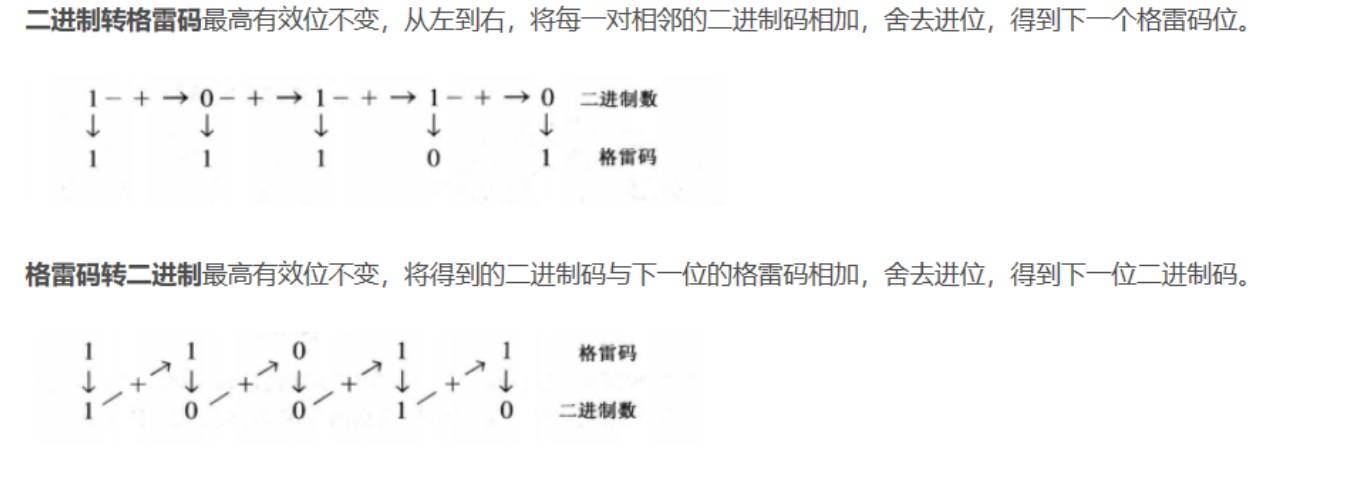 二进制转格雷码最高有效位不变，从左到右，将每一对相邻的二进制码相加，舍去进位，得到下一个格雷码位。
1 – + → 0 – + → 1 – + → 1 – + → 0 二进制数
↓ ↓ ↓ ↓ ↓
1 1 1 0 1 格雷码
格雷码转二进制最高有效位不变，将得到的二进制码与下一位的格雷码相加，舍去进位，得到下一位二进制码。
1 1 0 1 1 格雷码
↓ + ↗ ↓ + ↗ ↓ + ↗ ↓ + ↗ ↓
1 0 0 1 0 二进制数